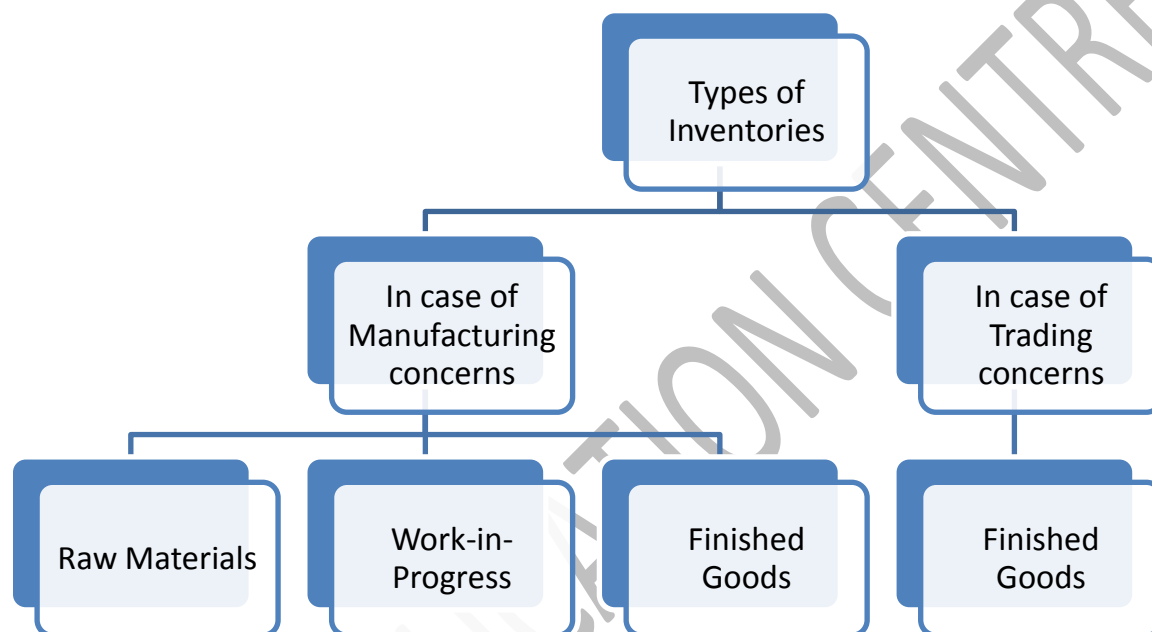 Types of
Inventories
In case of
Manufacturing
concerns
In case of
Trading
concerns
Raw Materials
Work-in-
Progress
Finished
Goods
Finished
Goods